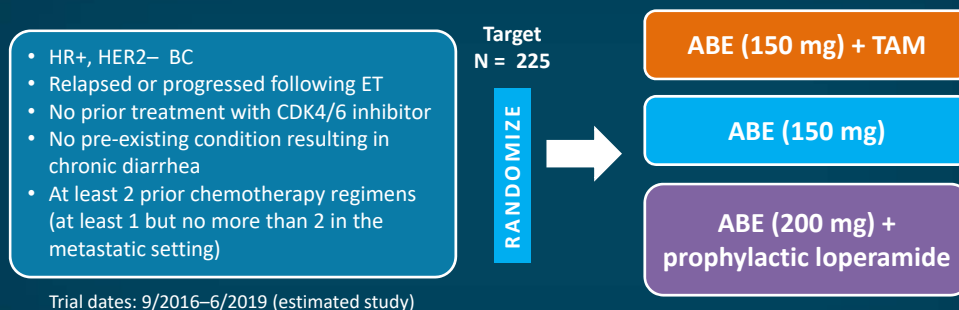 • HR+, HER2– BC
• Relapsed or progressed following ET
• No prior treatment with CDK4/6 inhibitor
• No pre-existing condition resulting in
chronic diarrhea
• At least 2 prior chemotherapy regimens
(at least 1 but no more than 2 in the
metastatic setting)
Trial dates: 9/2016–6/2019 (estimated study)
Target
N = 225
RANDOMIZE
ABE (150 mg) + TAM
ABE (150 mg)
ABE (200 mg) +
prophylactic loperamide